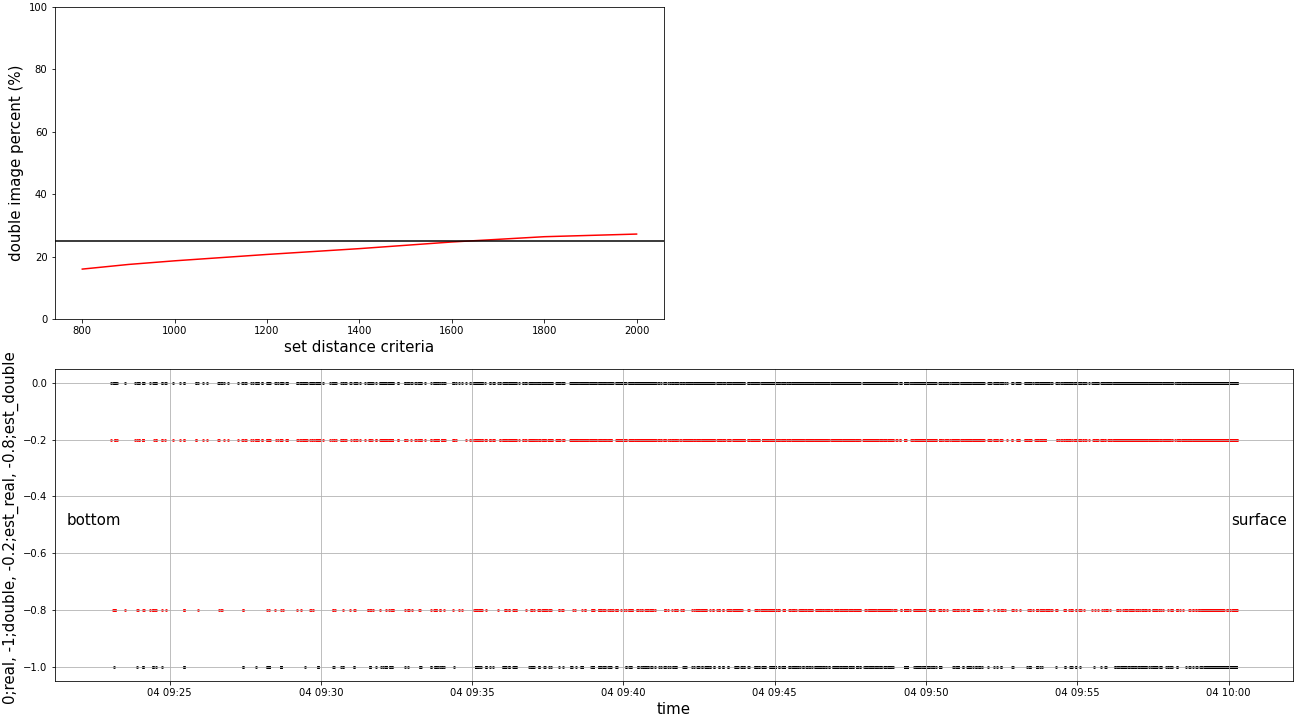 100
80
60
40
20
0
double image percent (%)
800 1000 1200 1400 1600 1800 2000
set distance criteria
0.0
−0.2
−0.4
−0.6
−0.8
−1.0
0;real, -1;double, -0.2;est_real, -0.8;est_double
bottom
surface
04 09:25 04 09:30 04 09:35 04 09:40 04 09:45 04 09:50 04 09:55 04 10:00
time